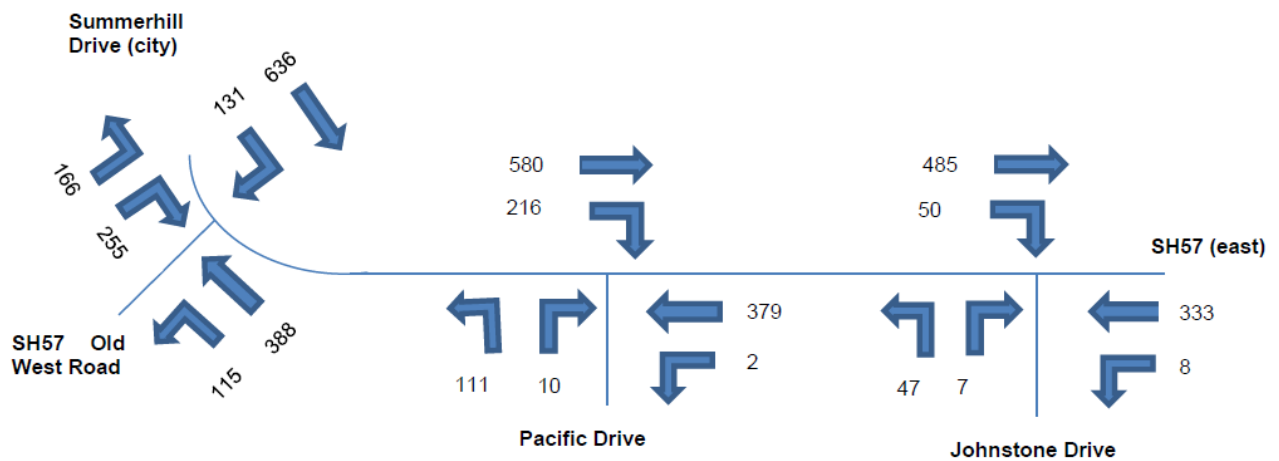 Summerhill
Drive (city)
636
131
166
255
580
216
485
50
SH57 (east)
379
2
333
8
388
115
111
10
47
7
SH57 Old
West Road
Pacific Drive
Johnstone Drive